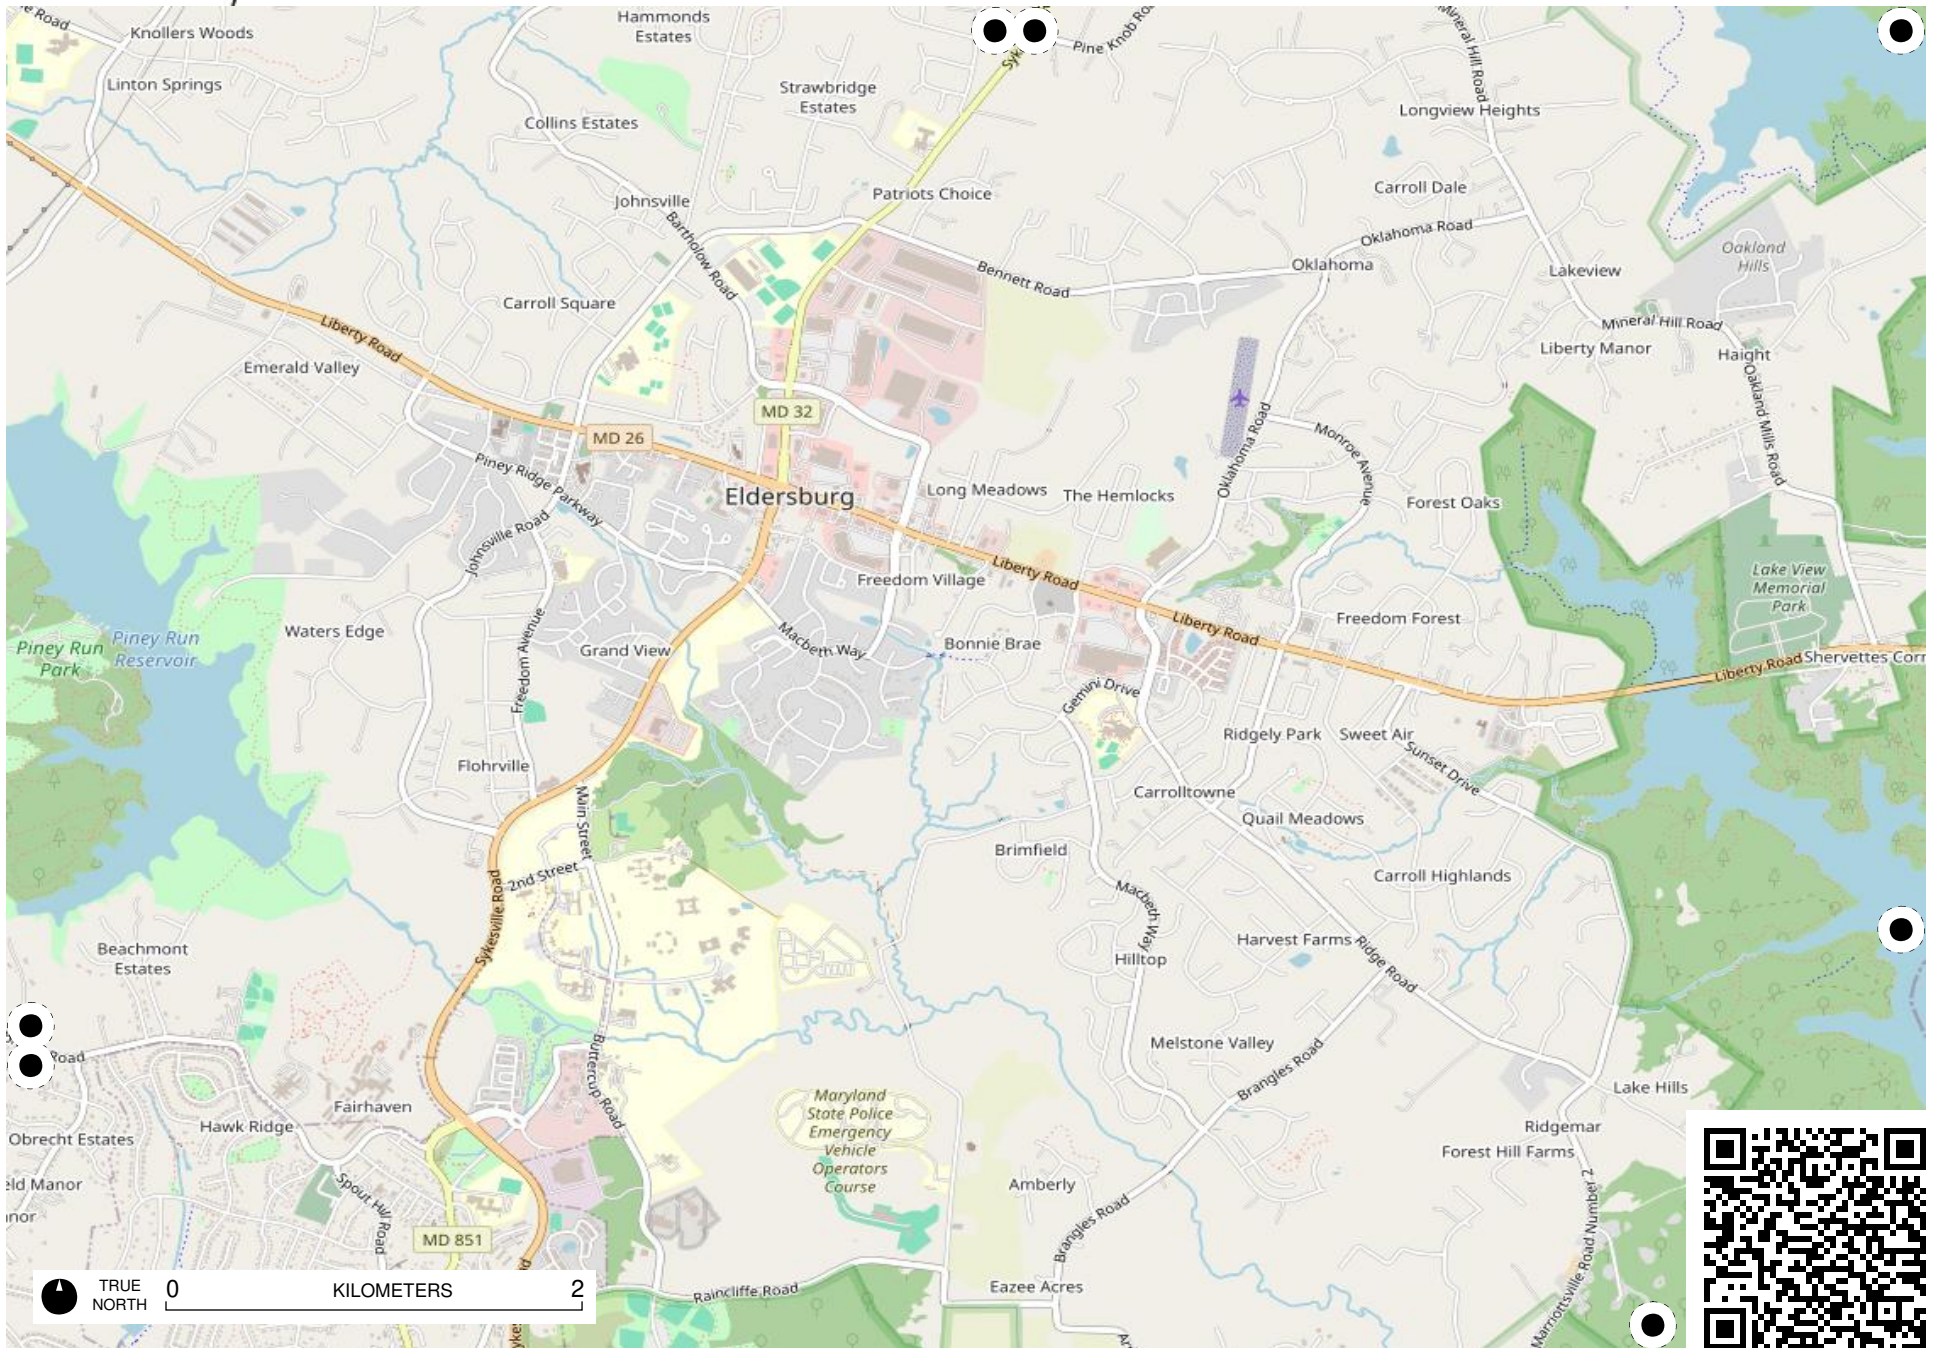 Knollers Woods
Hammonds
Estates
Pine Knob
Mineral Hill Road
Linton Springs
Strawbridge
Estates
Longview Heights
Collins Estates
Carroll Dale
Patriots Choice
Johnsville
Oklahoma Road
Oakland
Hills
Bartholow Road
Bennett Road
Oklahoma
Lakeview
Carroll Square
Liberty Road
Mineral Hill Road
Liberty Manor
Haight
Emerald Valley
Oakland Mills Road
MD 32
MD 26
Monroe Avenue
Oklahoma Road
Piney Ridge Parkway
Eldersburg
Long Meadows
The Hemlocks
Forest Oaks
Johnsville Road
Liberty Road
Freedom Village
Lake View
Memorial
Park
Freedom Avenue
Waters Edge
Piney Run
Reservoir
Piney Run
Park
Grand View
Macbeth Way
Bonnie Brae
Liberty Road
Freedom Forest
Liberty Road
Shervettes Corn
Gemini Drive
Ridgely Park
Sweet Air
Sunset Drive
Flohrville
Main Street
Carrolltowne
Quail Meadows
Brimfield
2nd Street
Carroll Highlands
Macbeth Way
Sykesville Road
Harvest Farms
Ridge Road
Beachmont
Estates
Hilltop
Melstone Valley
Road
Buttercup Road
Brangles Road
Lake Hills
Fairhaven
Hawk Ridge
Obrecht Estates
Maryland
State Police
Emergency
Vehicle
Operators
Course
Ridgemar
Forest Hill Farms
eld Manor
Spout Hill Road
Amberly
Brangles Road
Marriottsville Road Number 2
MD 851
Raincliffe Road
Eazee Acres
TRUE
NORTH
0 KILOMETERS 2